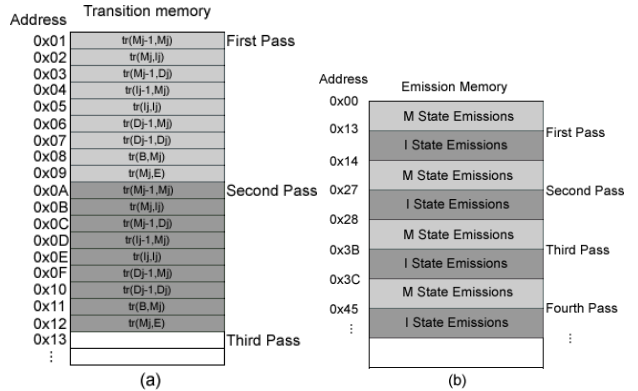 Transition memory
Address
0x01 tr(Mj-1,Mj) First Pass
0x02 tr(Mj,Ij)
0x03 tr(Mj-1,Dj)
0x04 tr(Ij-1,Mj)
0x05 tr(Ij,Ij)
0x06 tr(Dj-1,Mj)
0x07 tr(Dj-1,Dj)
0x08 tr(B,Mj)
0x09 tr(Mj,E)
0x0A tr(Mj-1,Mj) Second Pass
0x0B tr(Mj,Ij)
0x0C tr(Mj-1,Dj)
0x0D tr(Ij-1,Mj)
0x0E tr(Ij,Ij)
0x0F tr(Dj-1,Mj)
0x10 tr(Dj-1,Dj)
0x11 tr(B,Mj)
0x12 tr(Mj,E)
0x13 Third Pass
⋮
(a)
Address
Emission Memory
0x00
M State Emissions
0x13 First Pass
I State Emissions
0x14
M State Emissions
0x27 Second Pass
I State Emissions
0x28
M State Emissions
0x3B Third Pass
I State Emissions
0x3C
M State Emissions
0x45 Fourth Pass
I State Emissions
⋮ ⋮
(b)